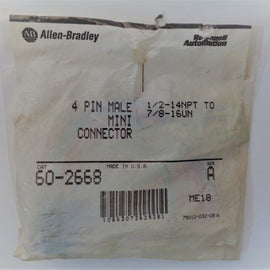 AB Allen-Bradley
Rockwell Automation
4 PIN MALE MINI CONNECTOR
1/2-14NPT TO 7/8-16UN
CAT
MADE IN U.S.A.
SER
60-2668
A
ME18